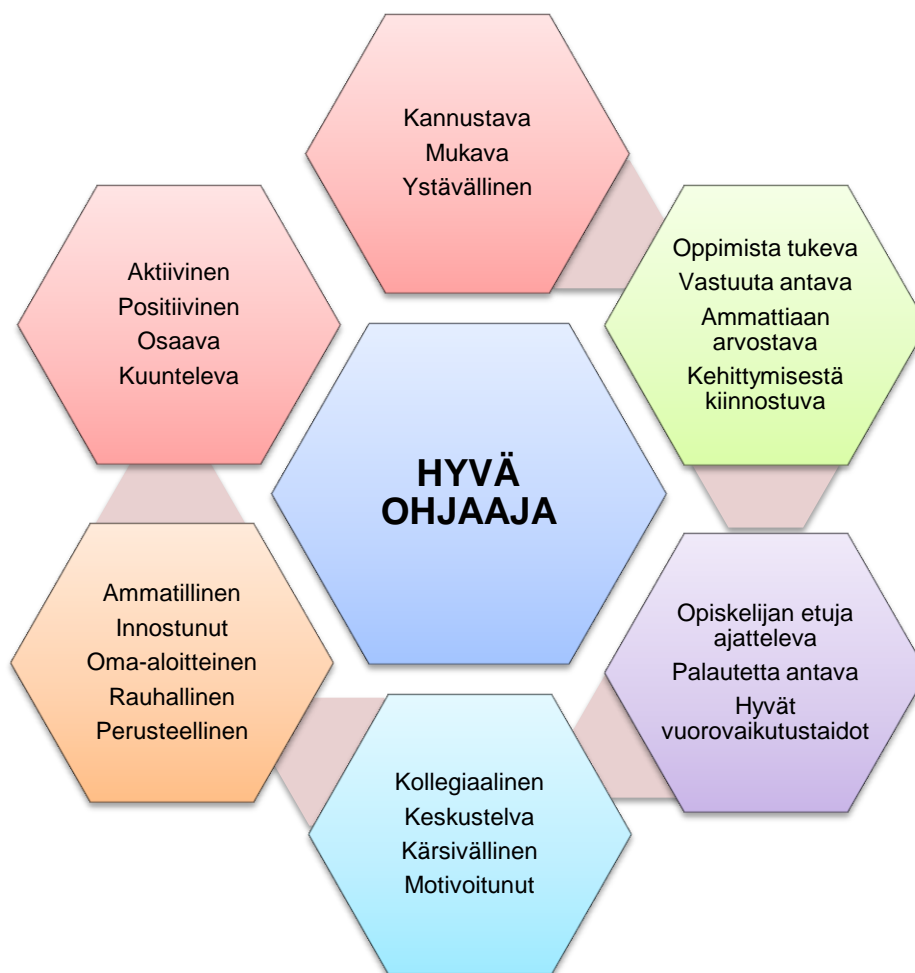 Kannustava
Mukava
Ystävällinen
Oppimista tukeva
Vastuuta antava
Ammattiaan
arvostava
Kehittymisestä
kiinnostuva
Opiskelijan etuja
ajatteleva
Palautetta antava
Hyvät
vuorovaikutustaidot
Kollegiaalinen
Keskustelva
Kärsivällinen
Motivoitunut
Ammatillinen
Innostunut
Oma-aloitteinen
Rauhallinen
Perusteellinen
Aktiivinen
Positiivinen
Osaava
Kuunteleva
HYVÄ
OHJAAJA